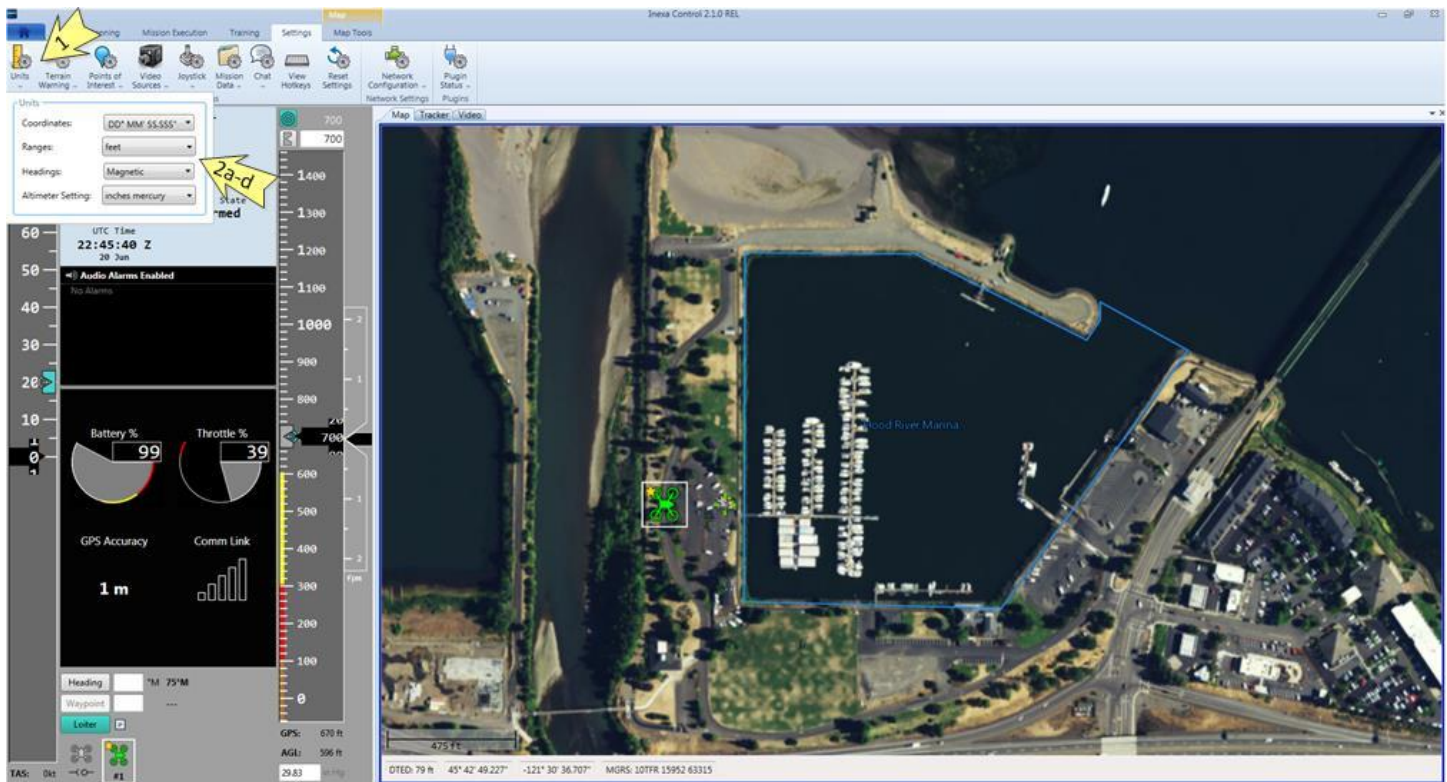 Map
Inexa Control 2.1.0 REL
Mission Execution
Training
Settings
Map Tools
1
Units
Terrain Warning
Points of Interest
Video Sources
Joystick
Mission Data
Chat
View Hotkeys
Reset Settings
Network Configuration
Plugin Status
Network Settings
Plugins
Units
Coordinates: DD° MM' SS.SSS"
Ranges: feet
Headings: Magnetic
Altimeter Setting: inches mercury
2a-d
State
UTC Time
22:45:40 Z
20 Jun
Audio Alarms Enabled
No Alarms
60
50
40
30
20
10
0
Battery %
99
Throttle %
39
GPS Accuracy
1 m
Comm Link
Heading
°M 75°M
Waypoint
---
Loiter
#1
TAS: 0kt
700
700
1400
1300
1200
1100
1000
900
800
700
600
500
400
300
200
100
0
2
1
1
2
fpm
GPS: 670 ft
AGL: 596 ft
29.83 in Hg
Map Tracker Video
Hood River Marina
475 ft
DTED: 79 ft 45° 42' 49.227" -121° 30' 36.707" MGRS: 10TFR 15952 63315